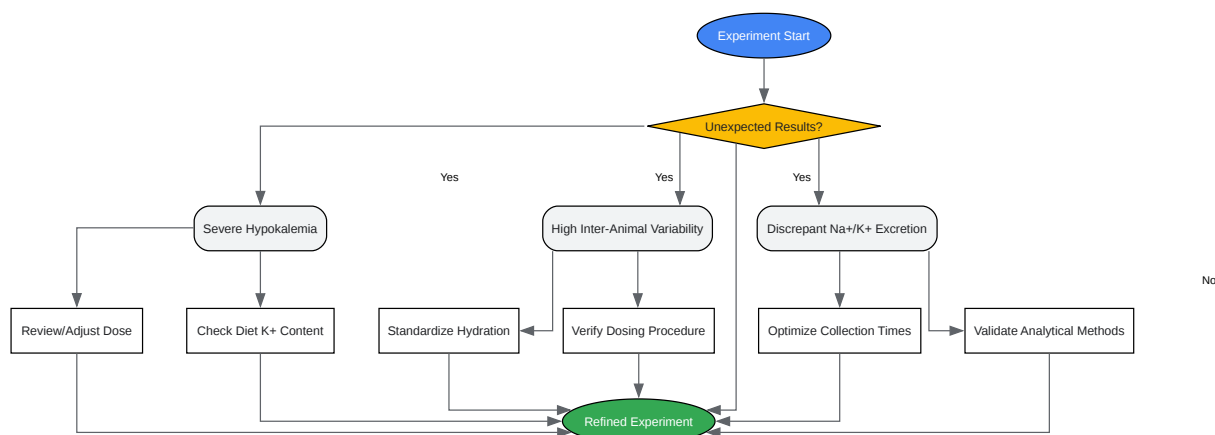 Experiment Start
Unexpected Results?
Yes
Yes
Yes
Severe Hypokalemia
High Inter-Animal Variability
Discrepant Na+/K+ Excretion
No
Review/Adjust Dose
Check Diet K+ Content
Standardize Hydration
Verify Dosing Procedure
Optimize Collection Times
Validate Analytical Methods
Refined Experiment